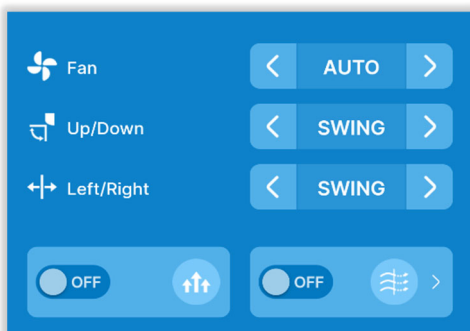 Fan
AUTO
Up/Down
SWING
Left/Right
SWING
OFF
OFF